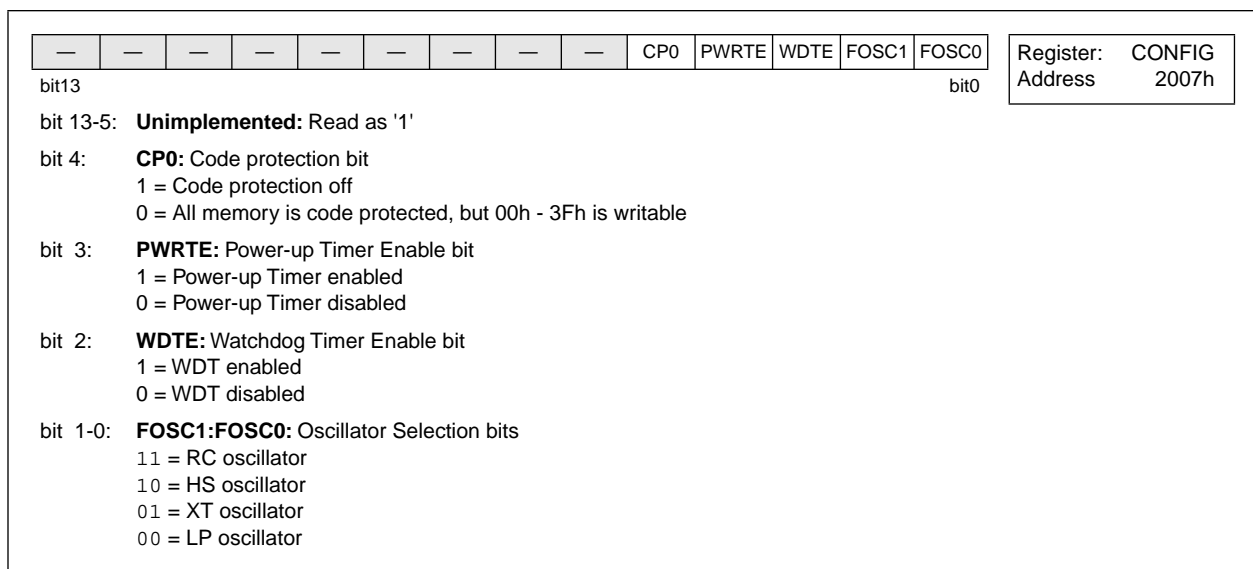 — — — — — — — — — CP0 PWRTE WDTE FOSC1 FOSC0
bit13 bit0
Register: CONFIG
Address 2007h
bit 13-5: Unimplemented: Read as '1'
bit 4: CP0: Code protection bit
1 = Code protection off
0 = All memory is code protected, but 00h - 3Fh is writable
bit 3: PWRTE: Power-up Timer Enable bit
1 = Power-up Timer enabled
0 = Power-up Timer disabled
bit 2: WDTE: Watchdog Timer Enable bit
1 = WDT enabled
0 = WDT disabled
bit 1-0: FOSC1:FOSC0: Oscillator Selection bits
11 = RC oscillator
10 = HS oscillator
01 = XT oscillator
00 = LP oscillator